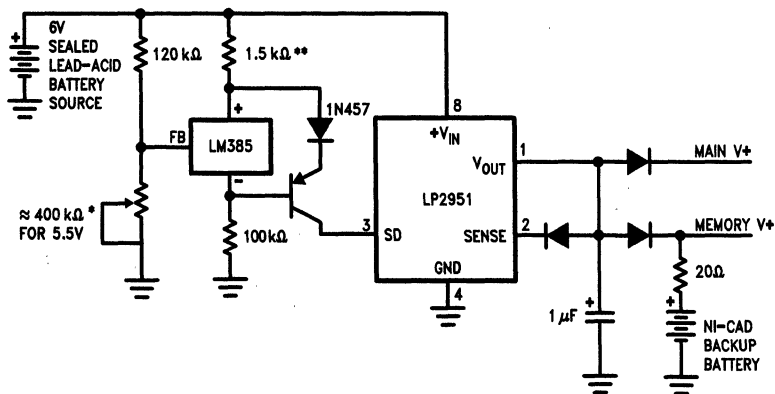 6V
SEALED
LEAD-ACID
BATTERY
SOURCE
+
120 kΩ
1.5 kΩ **
1N457
FB
+
LM385
-
≈ 400 kΩ *
FOR 5.5V
100kΩ
8
+VIN
1
VOUT
LP2951
3
SD
SENSE
2
GND
4
MAIN V+
MEMORY V+
20Ω
+
1 μF
+
NI-CAD
BACKUP
BATTERY